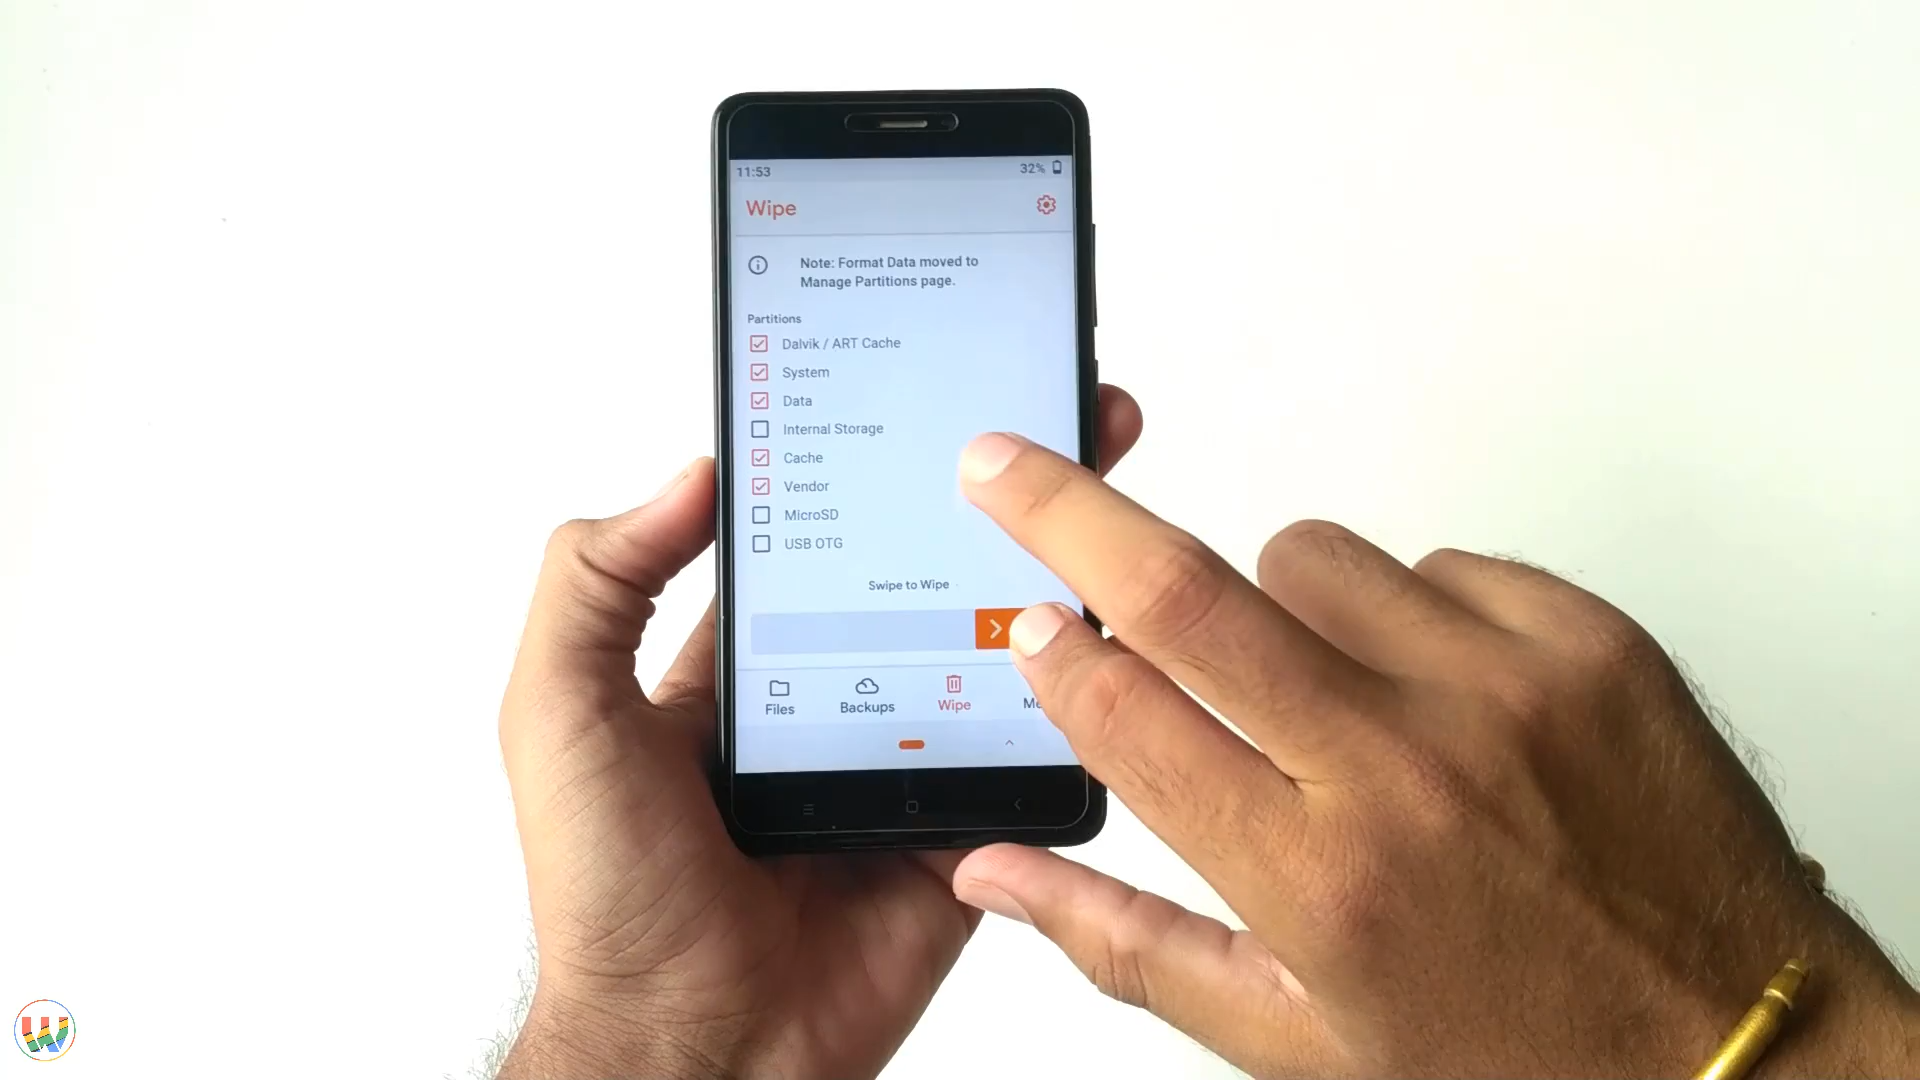 11:53
32%
Wipe
Note: Format Data moved to
Manage Partitions page.
Partitions
Dalvik / ART Cache
System
Data
Internal Storage
Cache
Vendor
MicroSD
USB OTG
Swipe to Wipe
Files
Backups
Wipe
W